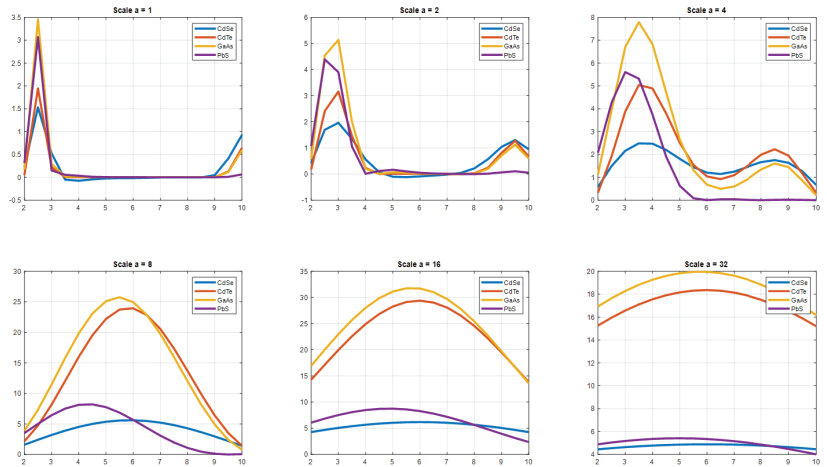 Scale a = 1
3.5
3
2.5
2
1.5
1
0.5
0
-0.5
2 3 4 5 6 7 8 9 10
CdSe
CdTe
GaAs
PbS
Scale a = 2
6
5
4
3
2
1
0
-1
2 3 4 5 6 7 8 9 10
CdSe
CdTe
GaAs
PbS
Scale a = 4
8
7
6
5
4
3
2
1
0
2 3 4 5 6 7 8 9 10
CdSe
CdTe
GaAs
PbS
Scale a = 8
30
25
20
15
10
5
0
2 3 4 5 6 7 8 9 10
CdSe
CdTe
GaAs
PbS
Scale a = 16
35
30
25
20
15
10
5
0
2 3 4 5 6 7 8 9 10
CdSe
CdTe
GaAs
PbS
Scale a = 32
20
18
16
14
12
10
8
6
4
2 3 4 5 6 7 8 9 10
CdSe
CdTe
GaAs
PbS